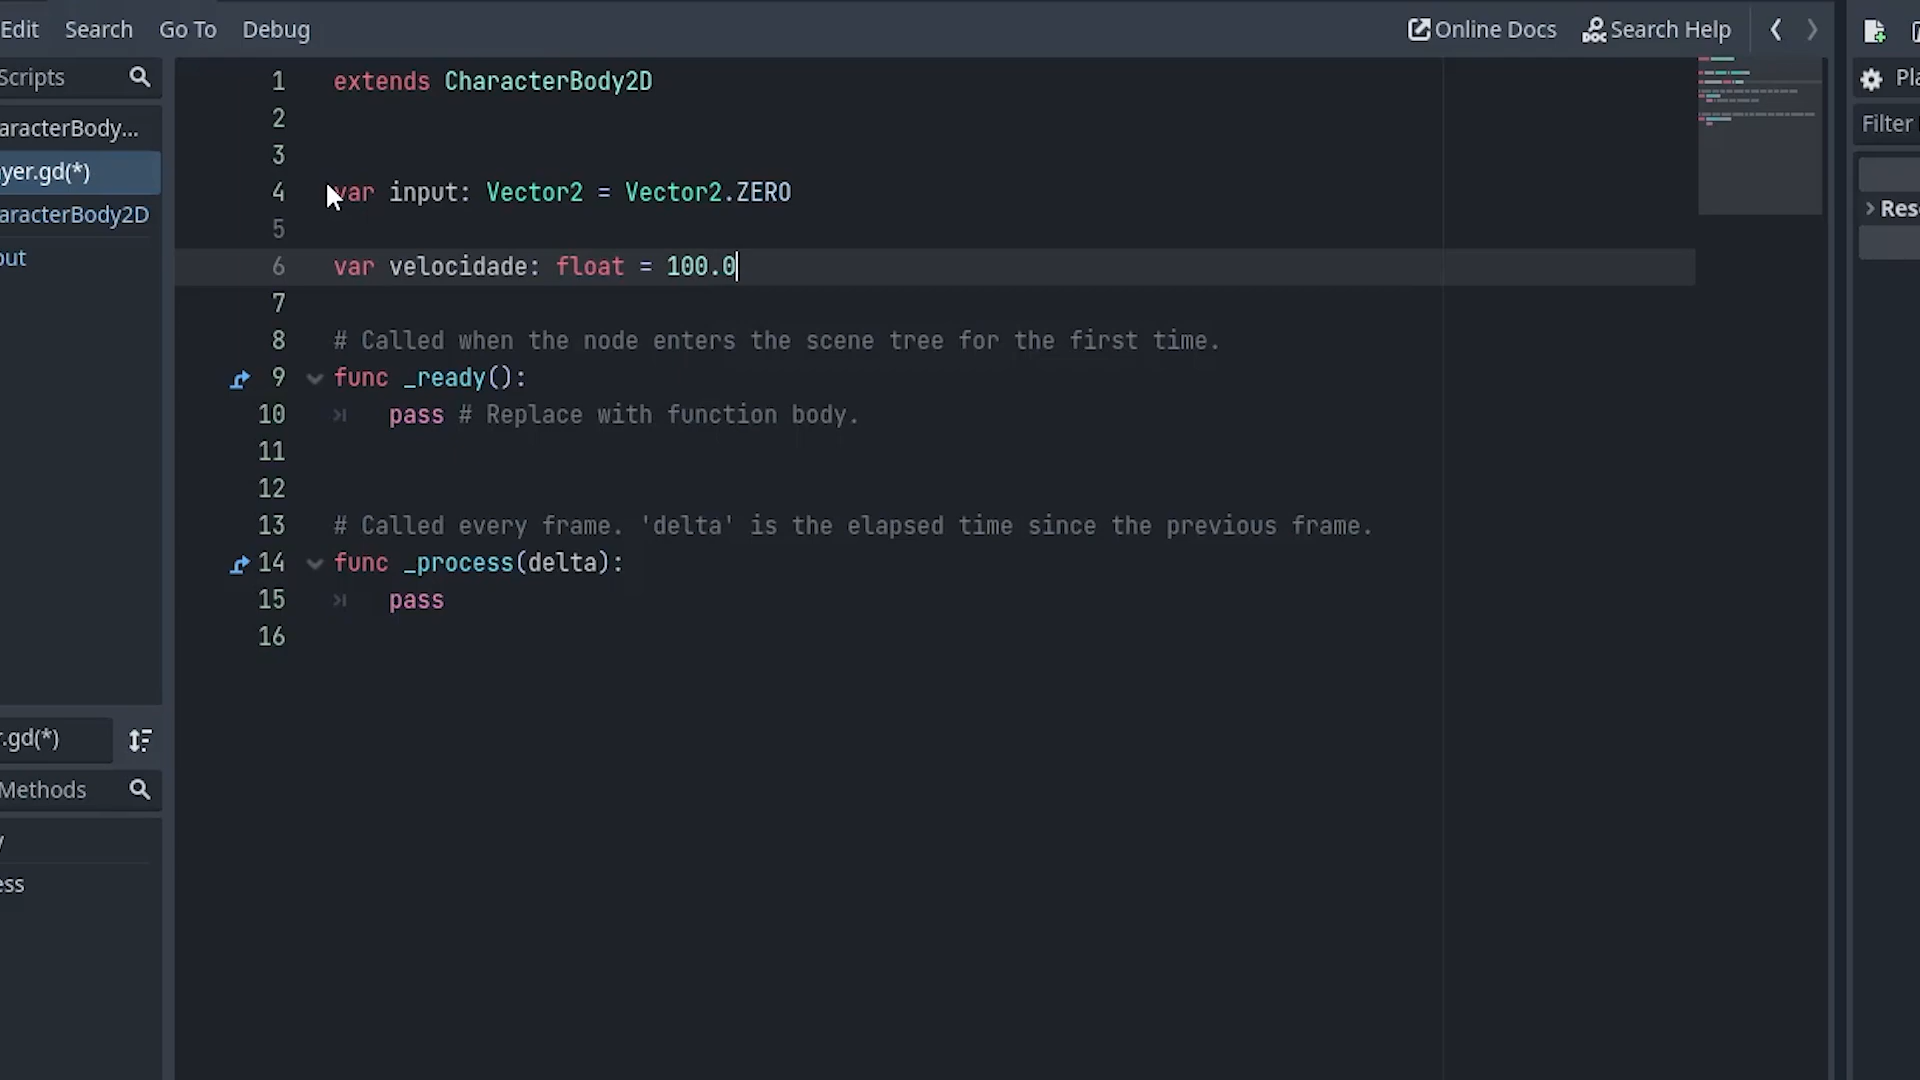 Edit Search Go To Debug Online Docs Search Help
Scripts
aracterBody...
yer.gd(*)
aracterBody2D
out
1 extends CharacterBody2D
2
3
4 var input: Vector2 = Vector2.ZERO
5
6 var velocidade: float = 100.0
7
8 # Called when the node enters the scene tree for the first time.
9 func _ready():
10 pass # Replace with function body.
11
12
13 # Called every frame. 'delta' is the elapsed time since the previous frame.
14 func _process(delta):
15 pass
16
r.gd(*)
Methods
y
ess
Pla
Filter
Res